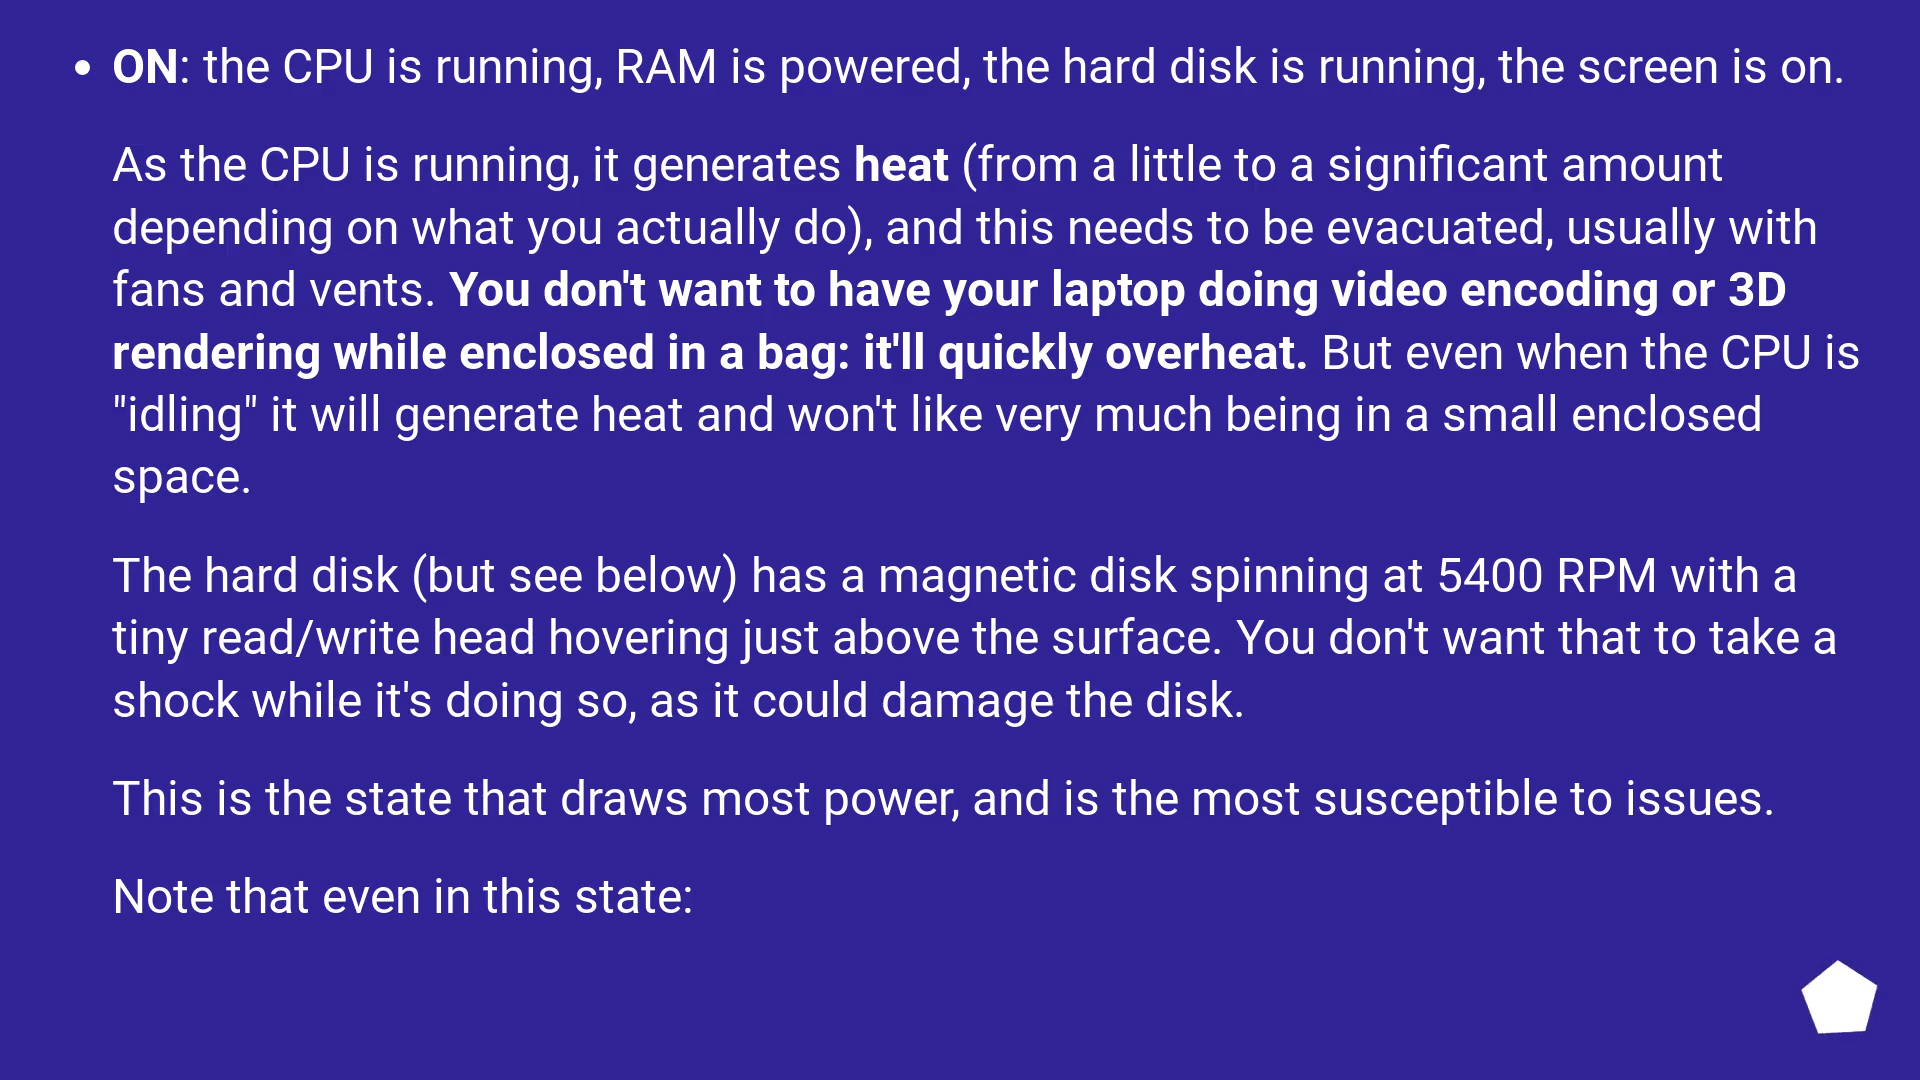 • ON: the CPU is running, RAM is powered, the hard disk is running, the screen is on.
As the CPU is running, it generates heat (from a little to a significant amount
depending on what you actually do), and this needs to be evacuated, usually with
fans and vents. You don't want to have your laptop doing video encoding or 3D
rendering while enclosed in a bag: it'll quickly overheat. But even when the CPU is
"idling" it will generate heat and won't like very much being in a small enclosed
space.
The hard disk (but see below) has a magnetic disk spinning at 5400 RPM with a
tiny read/write head hovering just above the surface. You don't want that to take a
shock while it's doing so, as it could damage the disk.
This is the state that draws most power, and is the most susceptible to issues.
Note that even in this state: